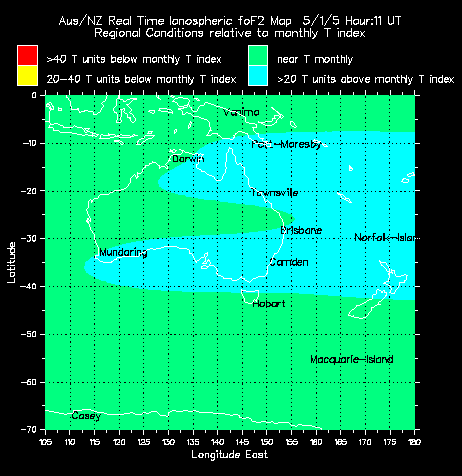 Aus/NZ Real Time Ionospheric foF2 Map 5/1/5 Hour:11 UT
Regional Conditions relative to monthly T index
>40 T units below monthly T index
near T monthly
20-40 T units below monthly T index
>20 T units above monthly T index
0
Vanimo
-10
Port-Moresby
Darwin
-20
Townsville
Brisbane
-30
Norfolk-Islan
Mundaring
Camden
Latitude
-40
Hobart
-50
Macquarie-Island
-60
Casey
-70
105 110 115 120 125 130 135 140 145 150 155 160 165 170 175 180
Longitude East